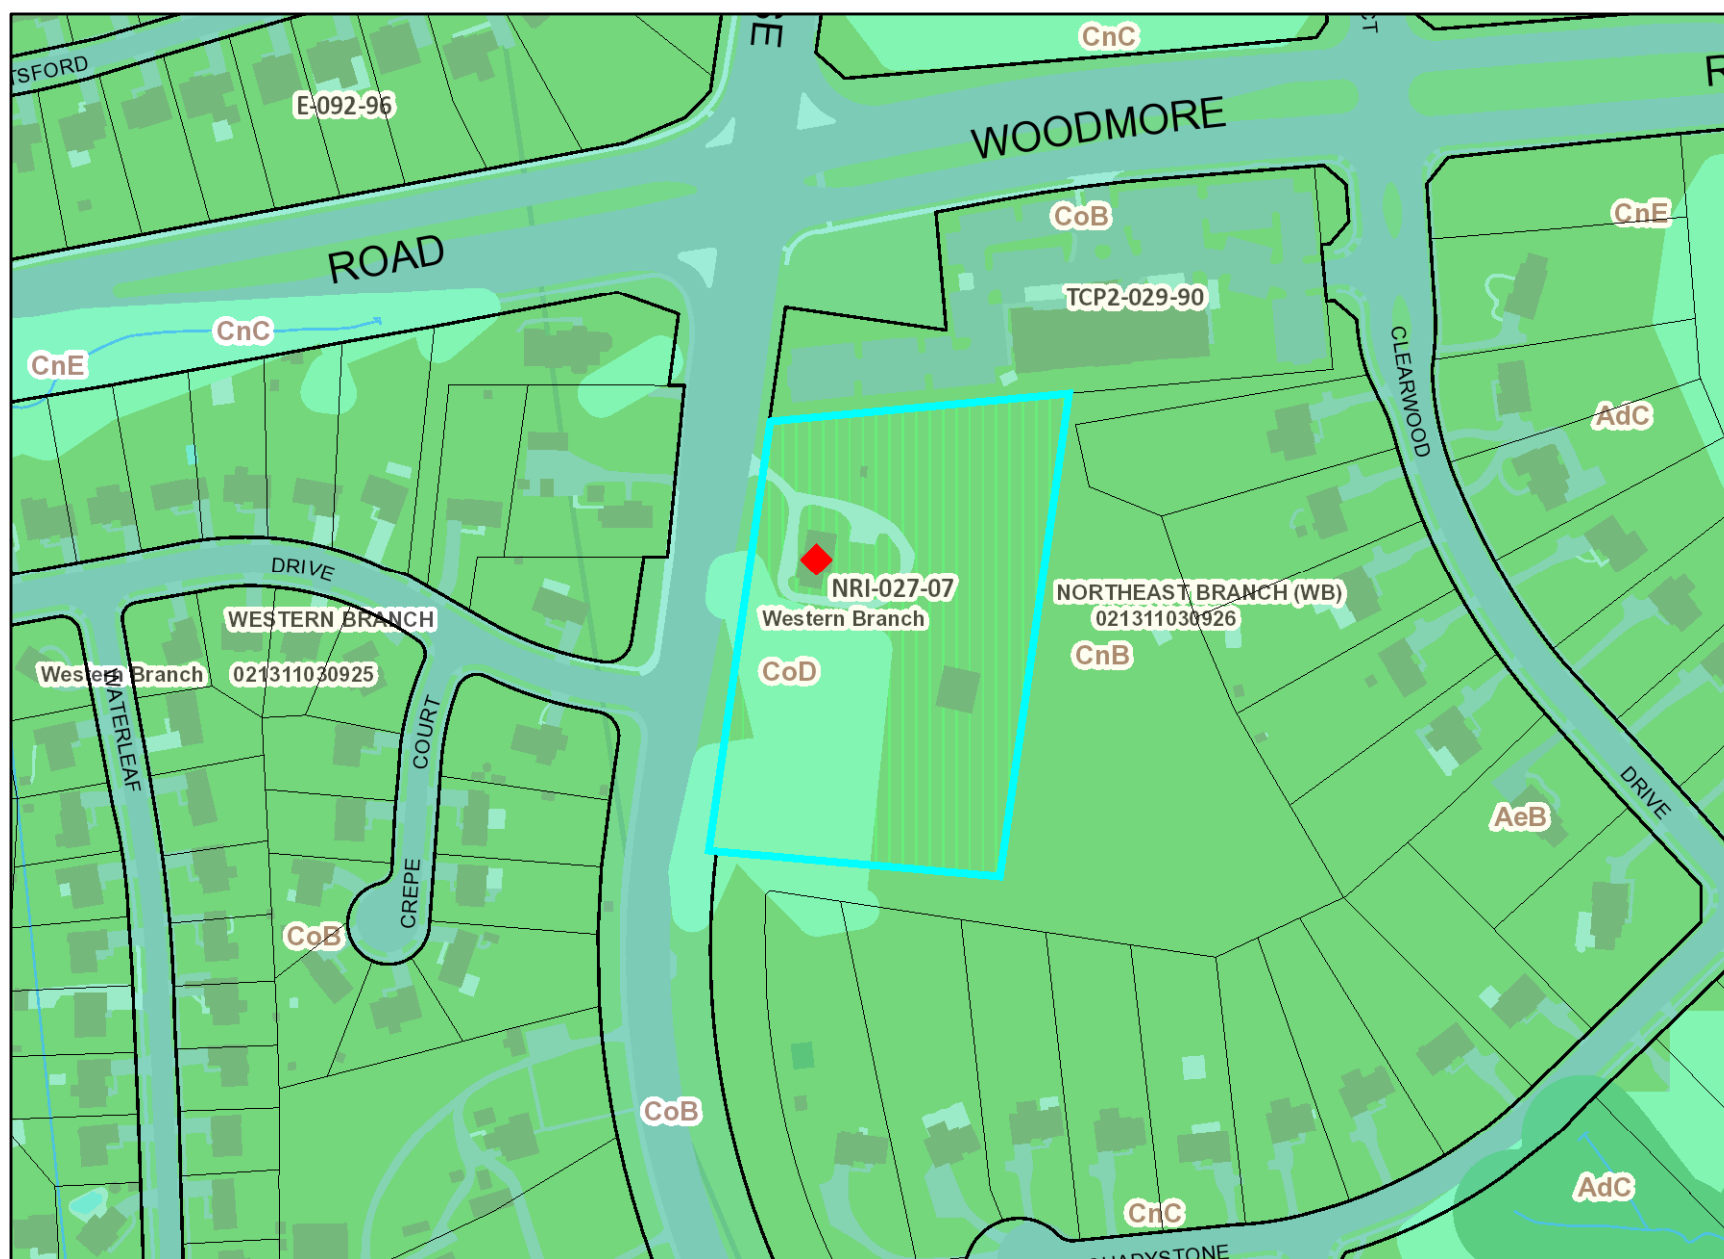 SE
CT
CnC
TSFORD
E-092-96
WOODMORE
R
CoB
CnE
ROAD
TCP2-029-90
CnC
CnE
CLEARWOOD
AdC
DRIVE
NRI-027-07
NORTHEAST BRANCH (WB)
WESTERN BRANCH
Western Branch
021311030926
CnB
Western Branch
021311030925
CoD
WATERLEAF
COURT
DRIVE
AeB
CREPE
CoB
CoB
AdC
CnC
SHADYSTONE